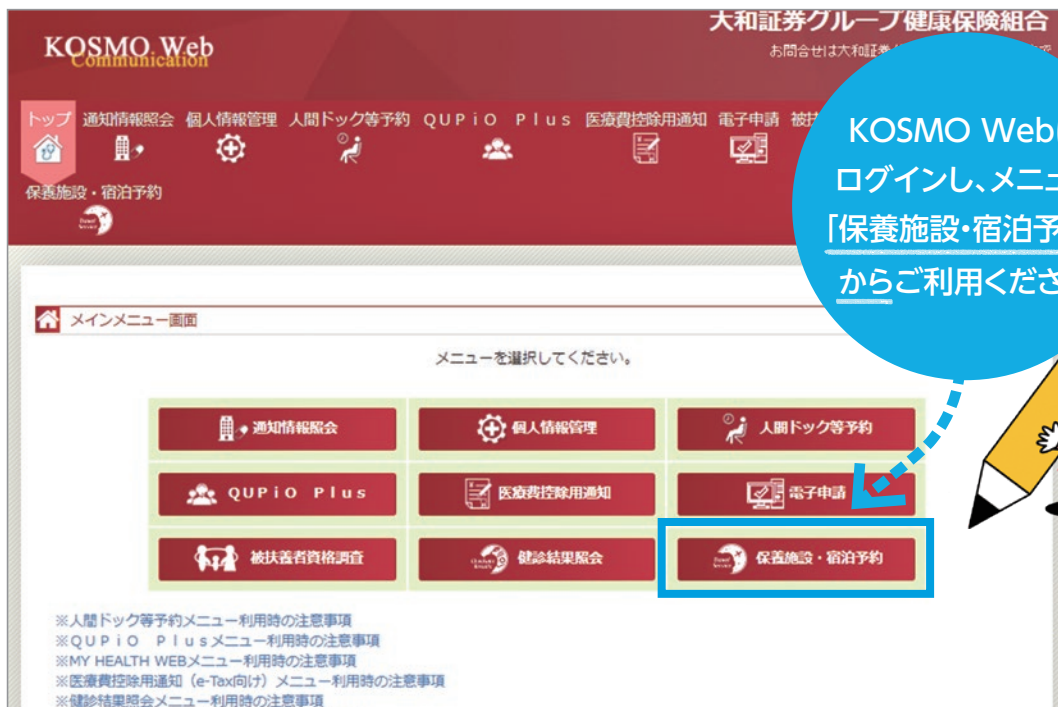 大和証券グループ健康保険組合
KOSMO Web
Communication
お問合せは大和証券
トップ 通知情報照会 個人情報管理 人間ドック等予約 QUPiO Plus 医療費控除用通知 電子申請 被扶
保養施設・宿泊予約
KOSMO Web
ログインし、メニュ
「保養施設・宿泊予
からご利用くださ
メインメニュー画面
メニューを選択してください。
通知情報照会 個人情報管理 人間ドック等予約
QUPiO Plus 医療費控除用通知 電子申請
被扶養者資格調査 健診結果照会 保養施設・宿泊予約
※人間ドック等予約メニュー利用時の注意事項
※QUPiO Plusメニュー利用時の注意事項
※MY HEALTH WEBメニュー利用時の注意事項
※医療費控除用通知（e-Tax向け）メニュー利用時の注意事項
※健診結果照会メニュー利用時の注意事項